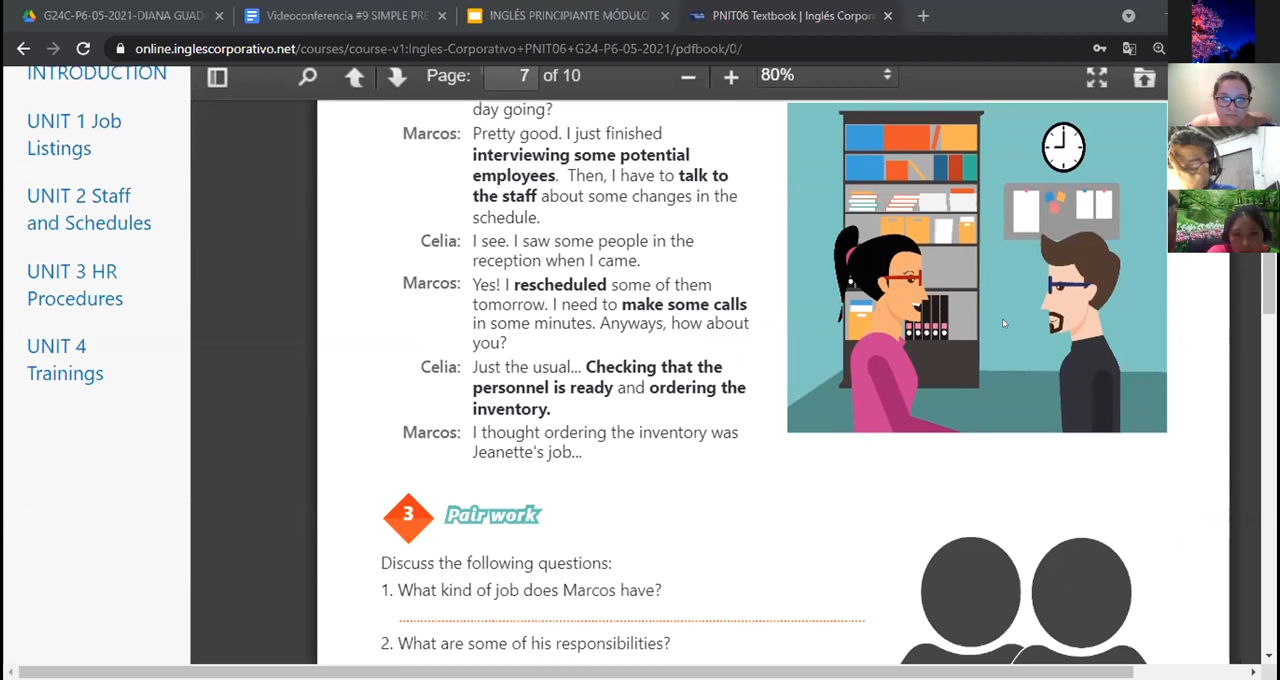 G24C-P6-05-2021-DIANA GUAD
Videoconferencia #9 SIMPLE PRE
INGLÉS PRINCIPIANTE MÓDULO
PNIT06 Textbook | Inglés Corpor
online.inglescorporativo.net/courses/course-v1:Ingles-Corporativo+PNIT06+G24-P6-05-2021/pdfbook/0/
INTRODUCTION
UNIT 1 Job
Listings
UNIT 2 Staff
and Schedules
UNIT 3 HR
Procedures
UNIT 4
Trainings
Page: 7 of 10
80%
day going?
Marcos: Pretty good. I just finished
interviewing some potential
employees. Then, I have to talk to
the staff about some changes in the
schedule.
Celia: I see. I saw some people in the
reception when I came.
Marcos: Yes! I rescheduled some of them
tomorrow. I need to make some calls
in some minutes. Anyways, how about
you?
Celia: Just the usual... Checking that the
personnel is ready and ordering the
inventory.
Marcos: I thought ordering the inventory was
Jeanette's job...
3 Pair work
Discuss the following questions:
1. What kind of job does Marcos have?
2. What are some of his responsibilities?